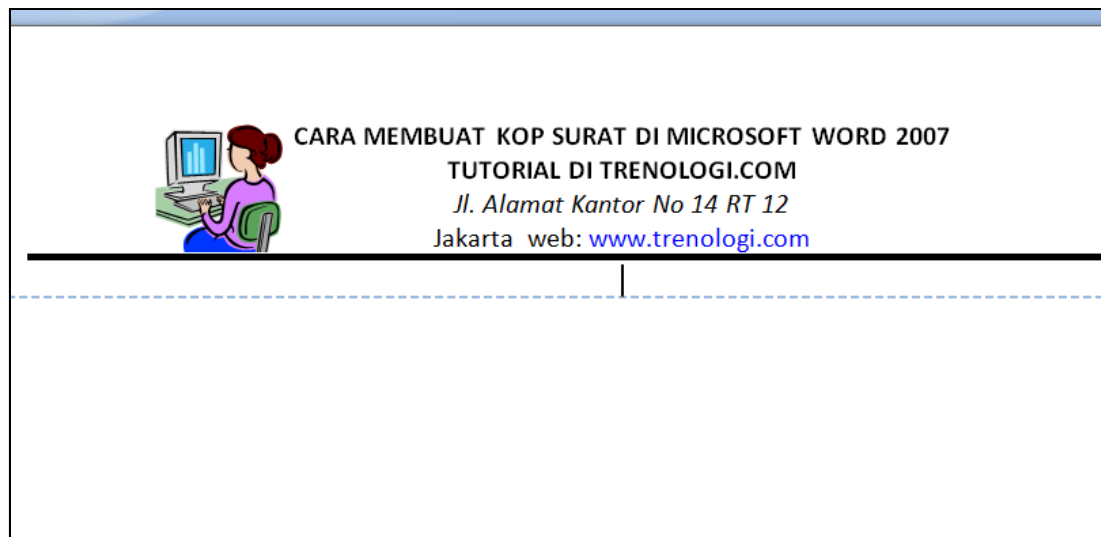 CARA MEMBUAT KOP SURAT DI MICROSOFT WORD 2007
TUTORIAL DI TRENOLOGI.COM
Jl. Alamat Kantor No 14 RT 12
Jakarta web: www.trenologi.com